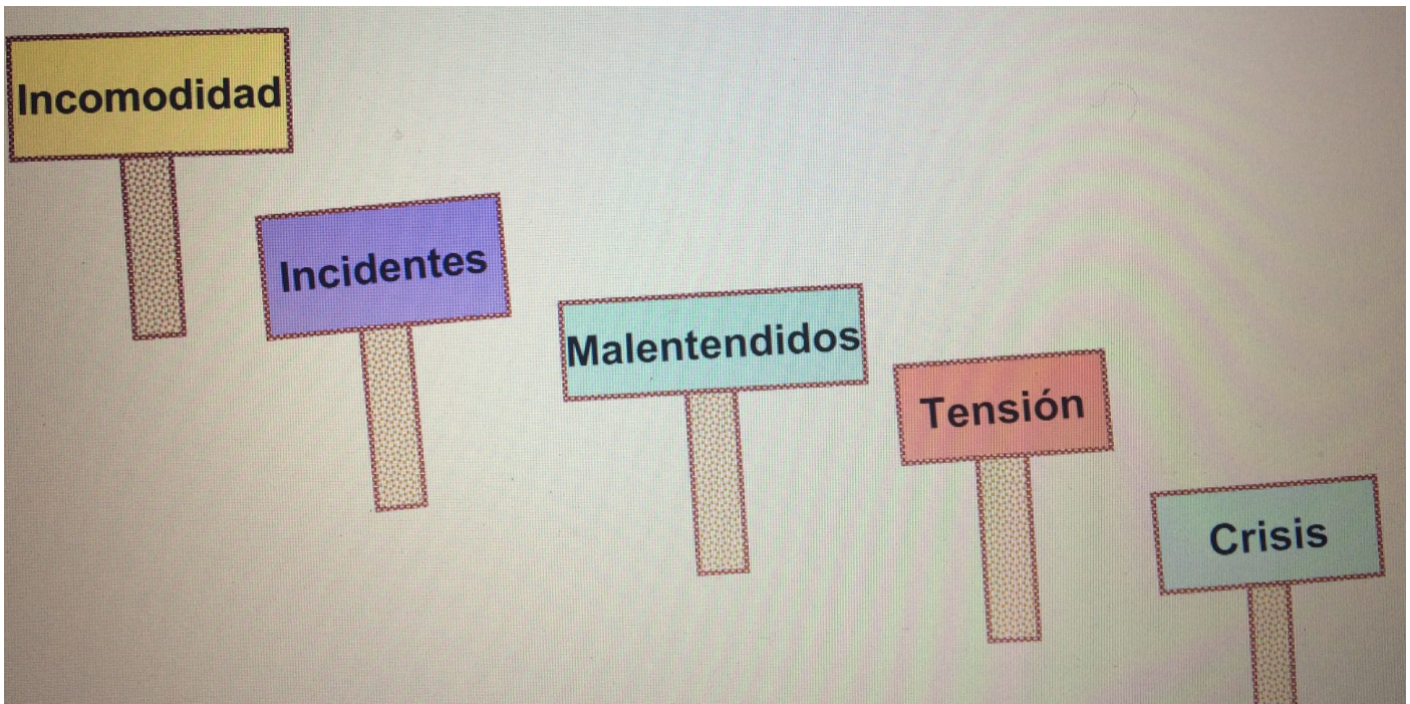 Incomodidad
Incidentes
Malentendidos
Tensión
Crisis